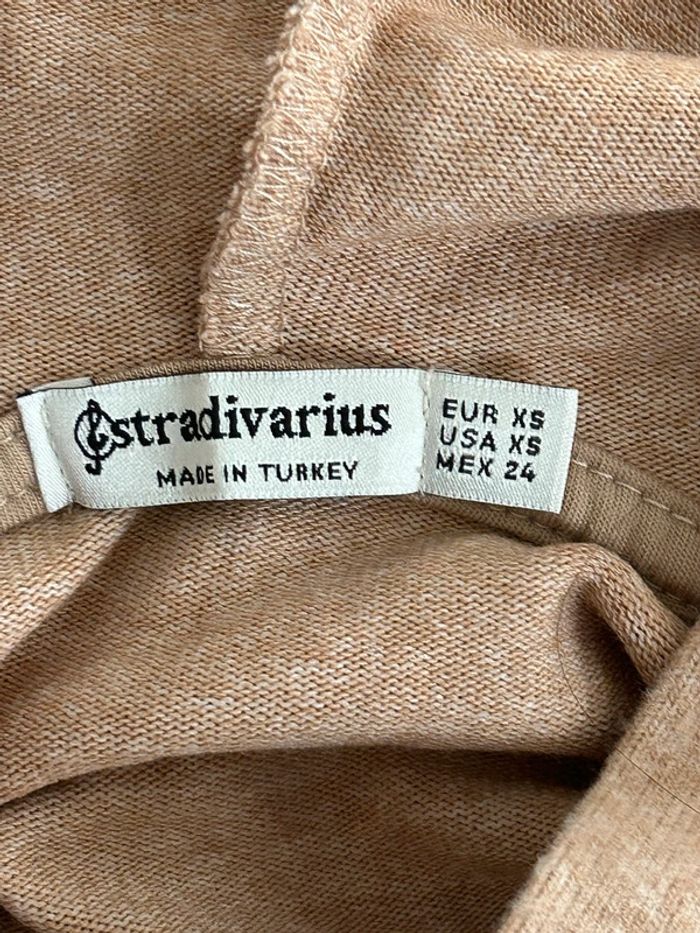 stradivarius
MADE IN TURKEY
EUR XS
USA XS
MEX 24